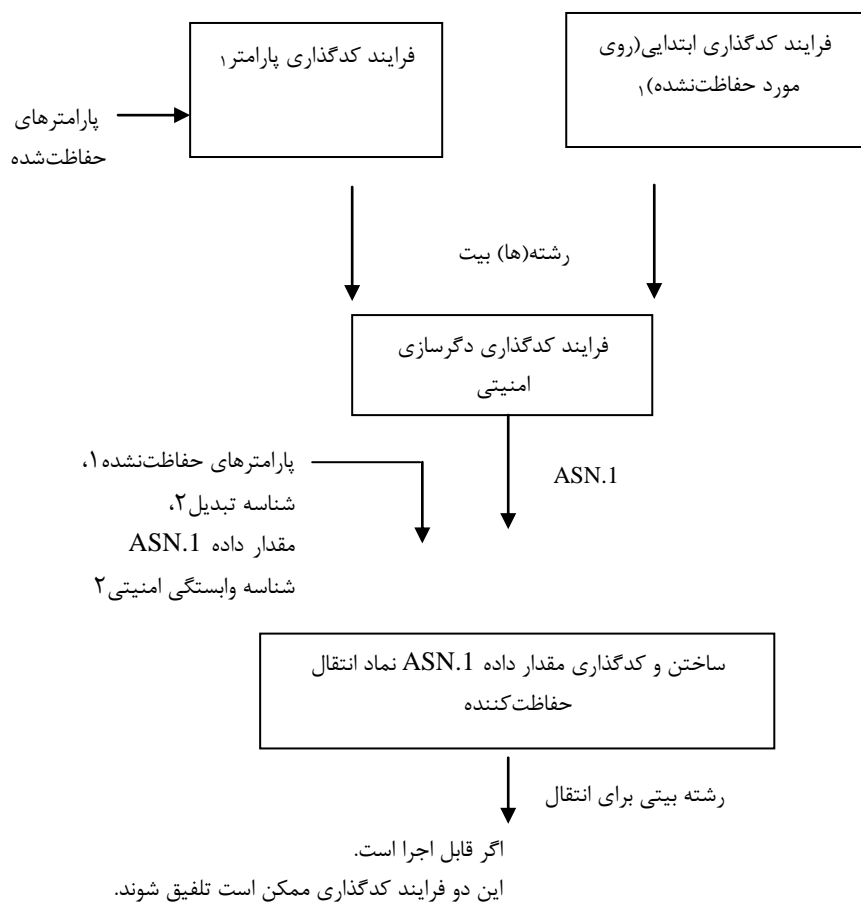 فرایند کدگذاری ابتدایی(روی
مورد حفاظت‌نشده)۱
فرایند کدگذاری پارامتر۱
پارامترهای
حفاظت‌شده
رشته(ها) بیت
فرایند کدگذاری دگرسازی
امنیتی
پارامترهای حفاظت‌نشده۱،
شناسه تبدیل۲،
مقدار داده ASN.1
شناسه وابستگی امنیتی۲
ASN.1
ساختن و کدگذاری مقدار داده ASN.1 نماد انتقال
حفاظت‌کننده
رشته بیتی برای انتقال
اگر قابل اجرا است.
این دو فرایند کدگذاری ممکن است تلفیق شوند.